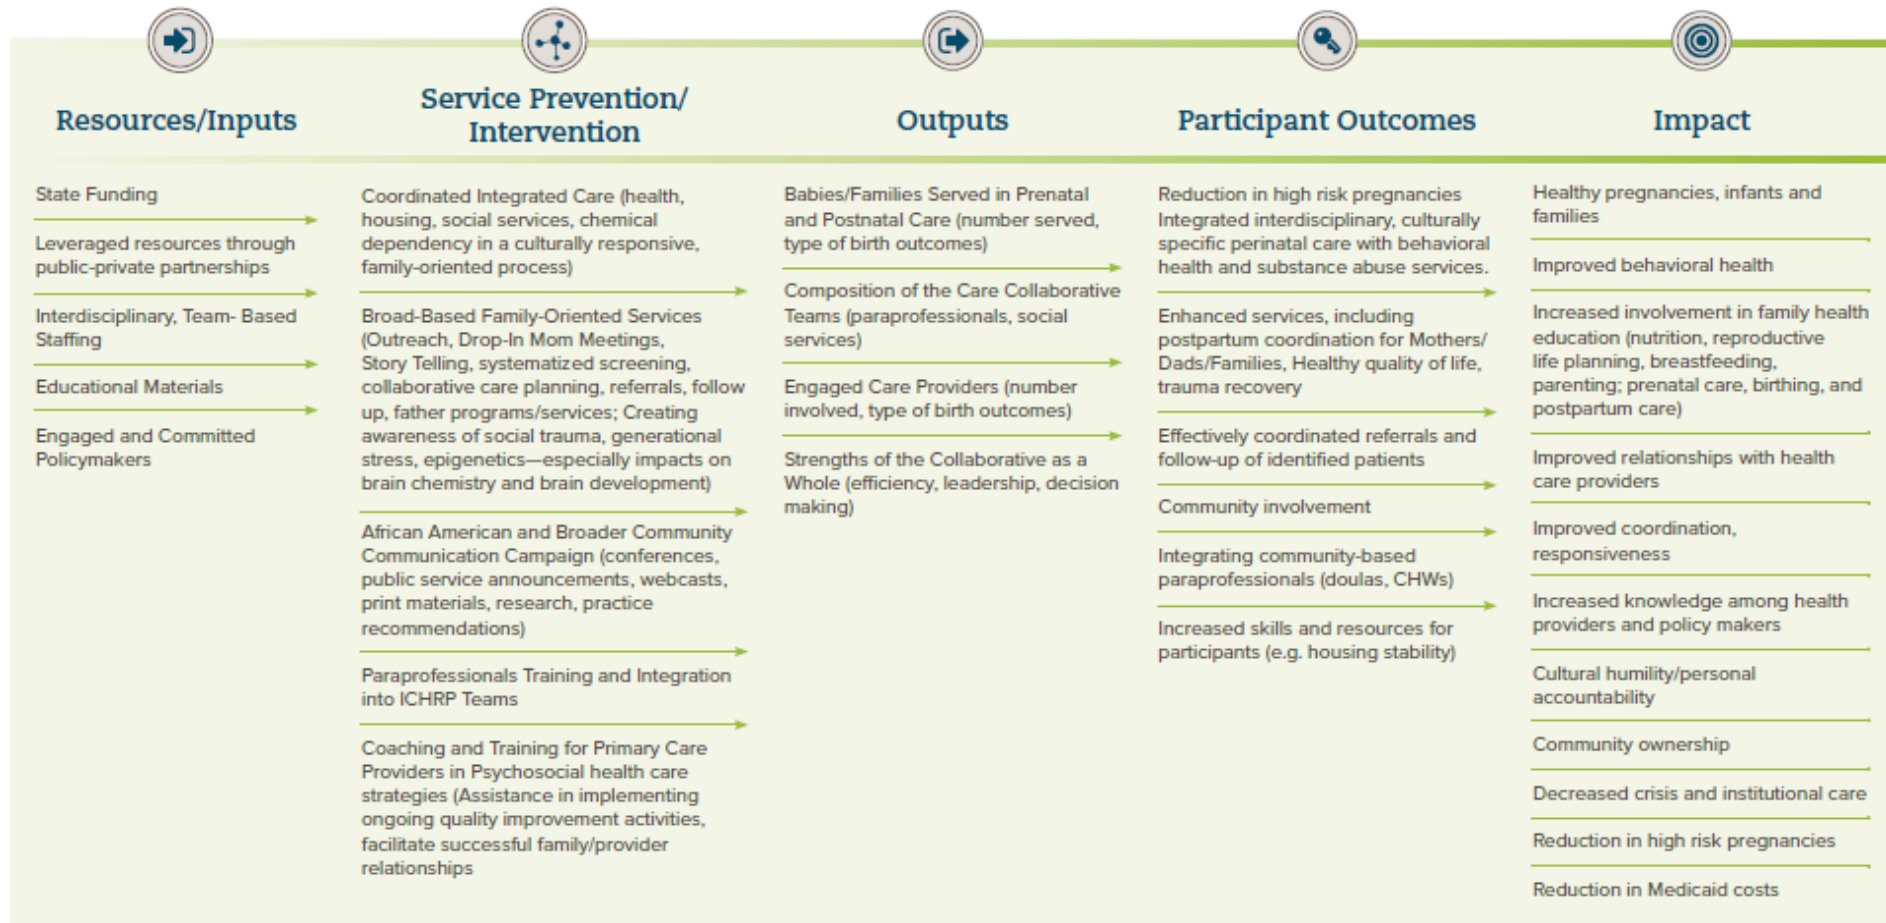 Resources/Inputs
State Funding
Leveraged resources through
public-private partnerships
Interdisciplinary, Team- Based
Staffing
Educational Materials
Engaged and Committed
Policymakers
Service Prevention/
Intervention
Coordinated Integrated Care (health,
housing, social services, chemical
dependency in a culturally responsive,
family-oriented process)
Broad-Based Family-Oriented Services
(Outreach, Drop-In Mom Meetings,
Story Telling, systematized screening,
collaborative care planning, referrals, follow
up, father programs/services; Creating
awareness of social trauma, generational
stress, epigenetics—especially impacts on
brain chemistry and brain development)
African American and Broader Community
Communication Campaign (conferences,
public service announcements, webcasts,
print materials, research, practice
recommendations)
Paraprofessionals Training and Integration
into ICHRP Teams
Coaching and Training for Primary Care
Providers in Psychosocial health care
strategies (Assistance in implementing
ongoing quality improvement activities,
facilitate successful family/provider
relationships
Outputs
Babies/Families Served in Prenatal
and Postnatal Care (number served,
type of birth outcomes)
Composition of the Care Collaborative
Teams (paraprofessionals, social
services)
Engaged Care Providers (number
involved, type of birth outcomes)
Strengths of the Collaborative as a
Whole (efficiency, leadership, decision
making)
Participant Outcomes
Reduction in high risk pregnancies
Integrated interdisciplinary, culturally
specific perinatal care with behavioral
health and substance abuse services.
Enhanced services, including
postpartum coordination for Mothers/
Dads/Families, Healthy quality of life,
trauma recovery
Effectively coordinated referrals and
follow-up of identified patients
Community involvement
Integrating community-based
paraprofessionals (doulas, CHWs)
Increased skills and resources for
participants (e.g. housing stability)
Impact
Healthy pregnancies, infants and
families
Improved behavioral health
Increased involvement in family health
education (nutrition, reproductive
life planning, breastfeeding,
parenting; prenatal care, birthing, and
postpartum care)
Improved relationships with health
care providers
Improved coordination,
responsiveness
Increased knowledge among health
providers and policy makers
Cultural humility/personal
accountability
Community ownership
Decreased crisis and institutional care
Reduction in high risk pregnancies
Reduction in Medicaid costs